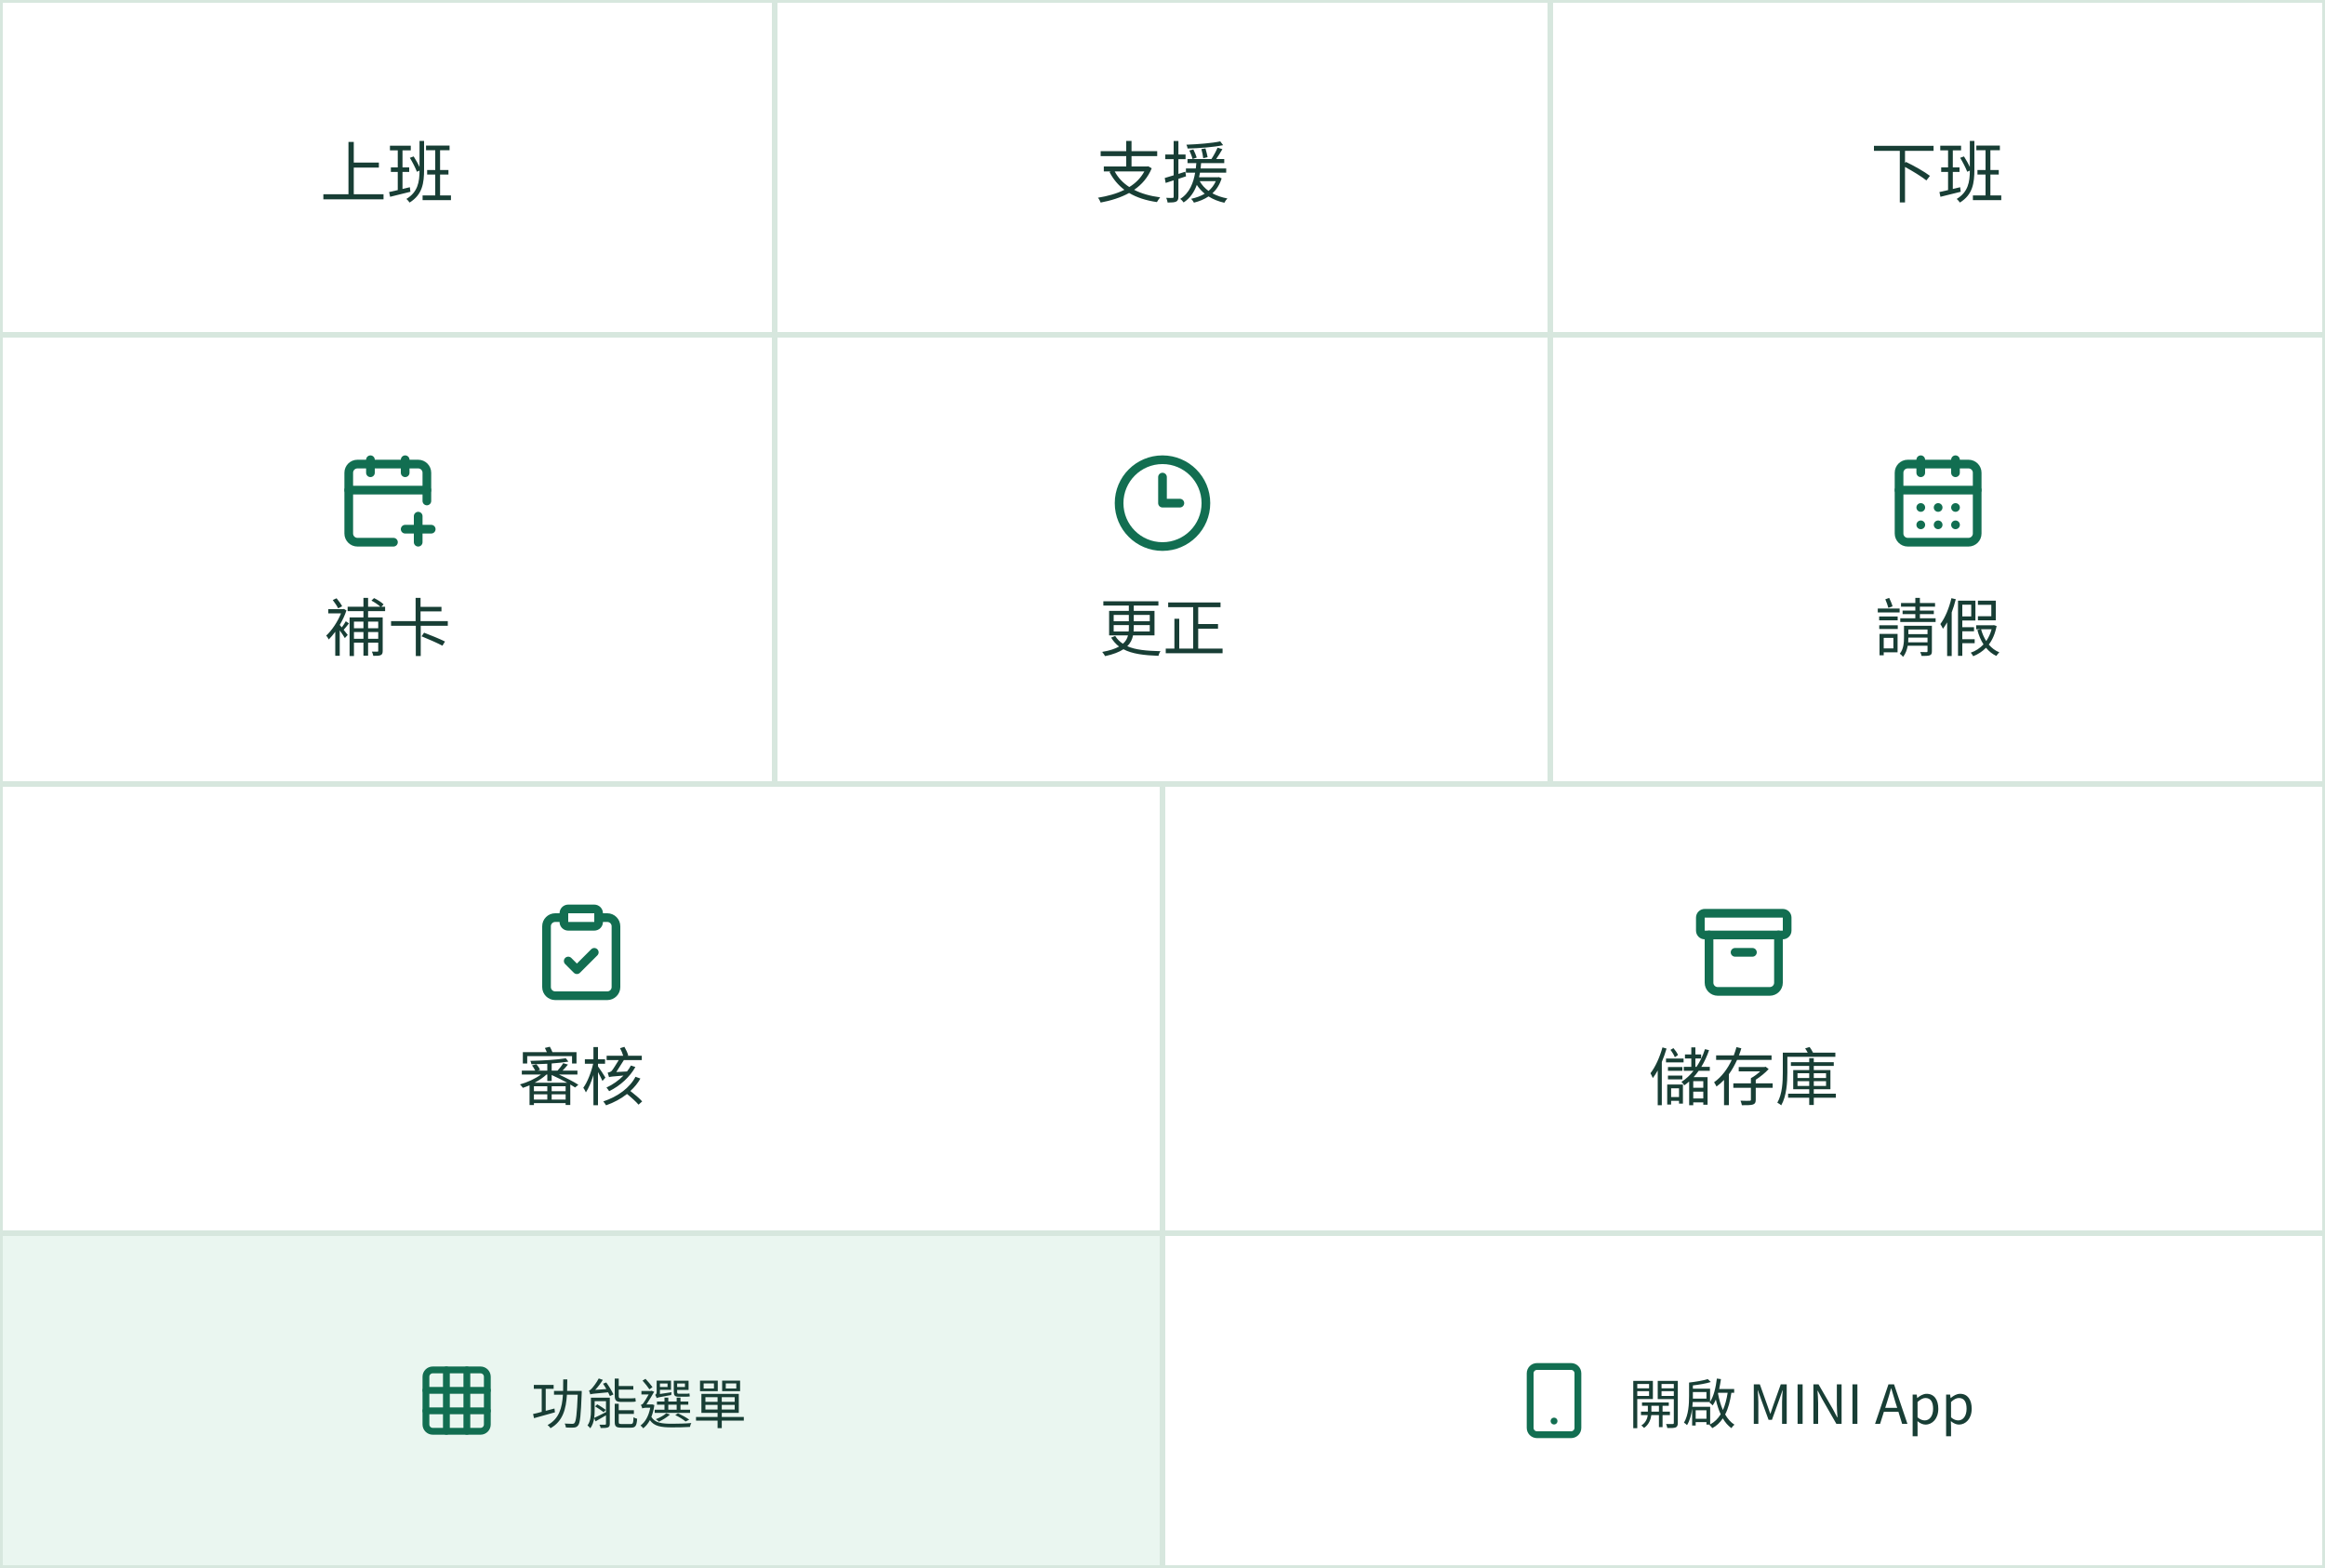 上班
支援
下班
補卡
更正
請假
審核
儲存庫
功能選單
開啟 MINI App